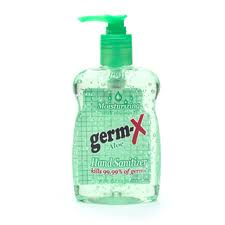 Moisturizing
germ-X
Aloe
Hand Sanitizer
kills 99.99% of germs